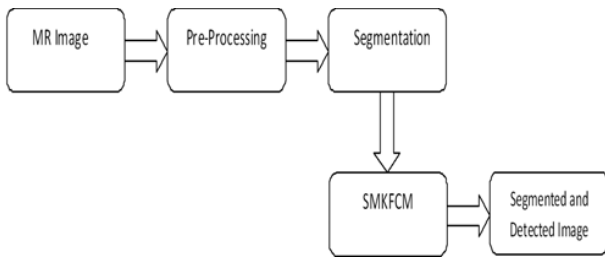 MR Image
Pre-Processing
Segmentation
SMKFCM
Segmented and
Detected Image